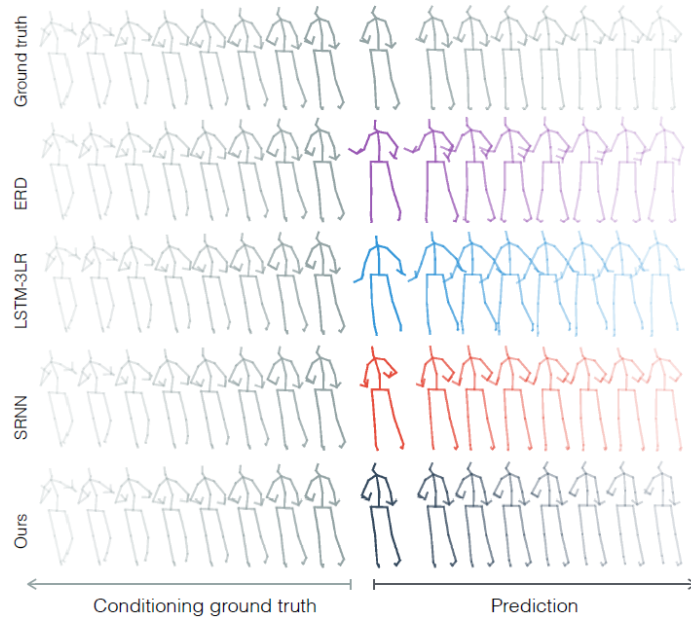 Ground truth
ERD
LSTM-3LR
SRNN
Ours
Conditioning ground truth
Prediction